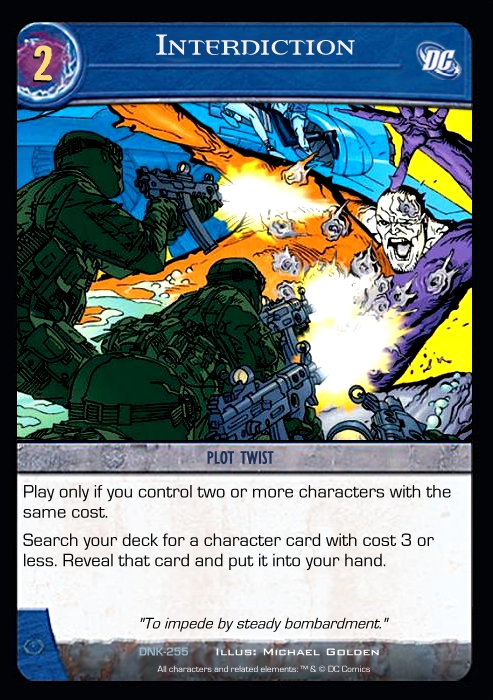 2
INTERDICTION
DC
PLOT TWIST
Play only if you control two or more characters with the
same cost.
Search your deck for a character card with cost 3 or
less. Reveal that card and put it into your hand.
"To impede by steady bombardment."
DNK-255 ILLUS: MICHAEL GOLDEN
All characters and related elements: ™ & © DC Comics